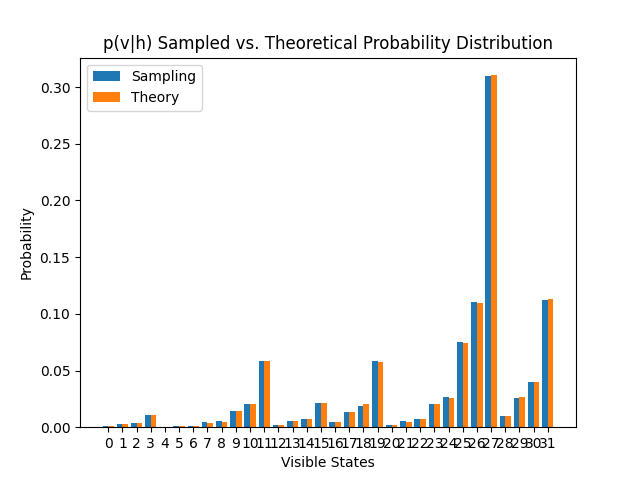 p(v|h) Sampled vs. Theoretical Probability Distribution
Sampling
Theory
0.30
0.25
0.20
0.15
0.10
0.05
0.00
Probability
0 1 2 3 4 5 6 7 8 9 10 11 12 13 14 15 16 17 18 19 20 21 22 23 24 25 26 27 28 29 30 31
Visible States